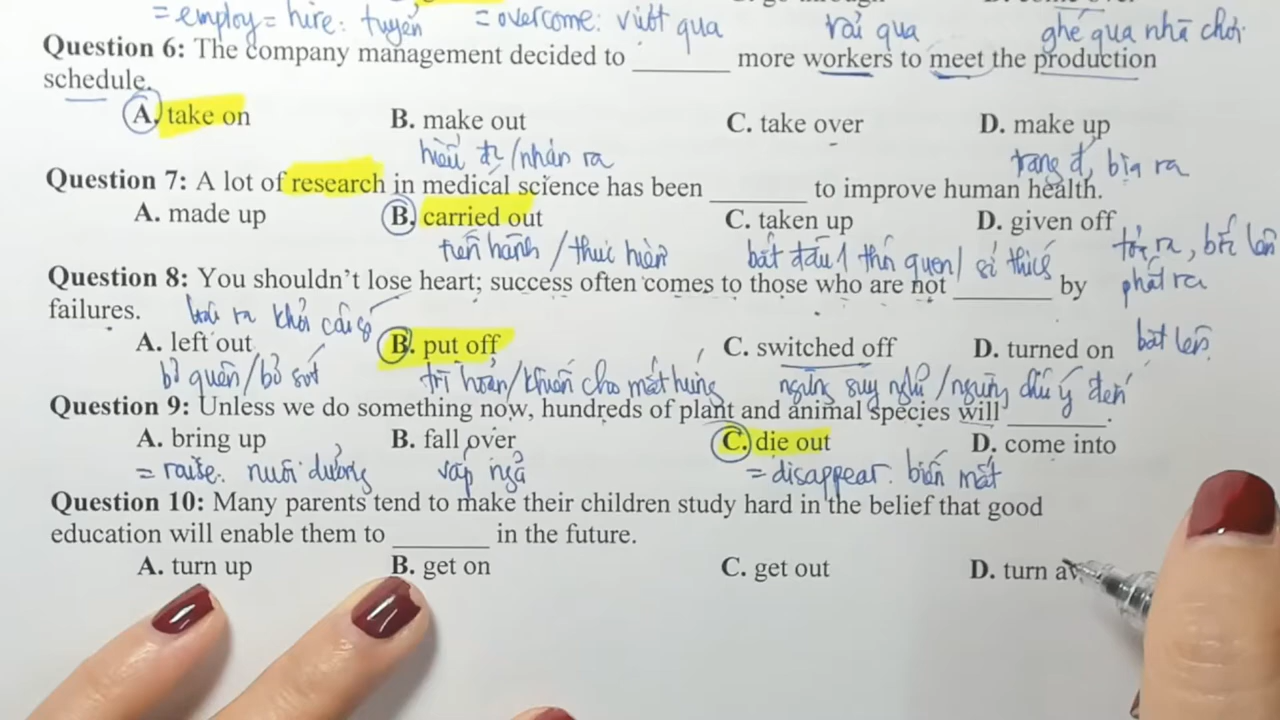 = employ = hire: tuyển = overcome: vượt qua trải qua ghé qua nhà chơi
Question 6: The company management decided to ________ more workers to meet the production
schedule.
A. take on B. make out C. take over D. make up
hiểu đc/nhận ra trang đ, bịa ra
Question 7: A lot of research in medical science has been ________ to improve human health.
A. made up B. carried out C. taken up D. given off
tiến hành / thực hiện bắt đầu 1 thói quen/ sở thích tỏa ra, bốc lên
phát ra
Question 8: You shouldn't lose heart; success often comes to those who are not ________ by
failures.
A. left out B. put off C. switched off D. turned on bật lên
bỏ quên/bỏ sót trì hoãn/khiến cho mất hứng ngừng suy nghĩ /ngừng chú ý đến
Question 9: Unless we do something now, hundreds of plant and animal species will ________.
A. bring up B. fall over C. die out D. come into
= raise: nuôi dưỡng vấp ngã = disappear: biến mất
Question 10: Many parents tend to make their children study hard in the belief that good
education will enable them to ________ in the future.
A. turn up B. get on C. get out D. turn